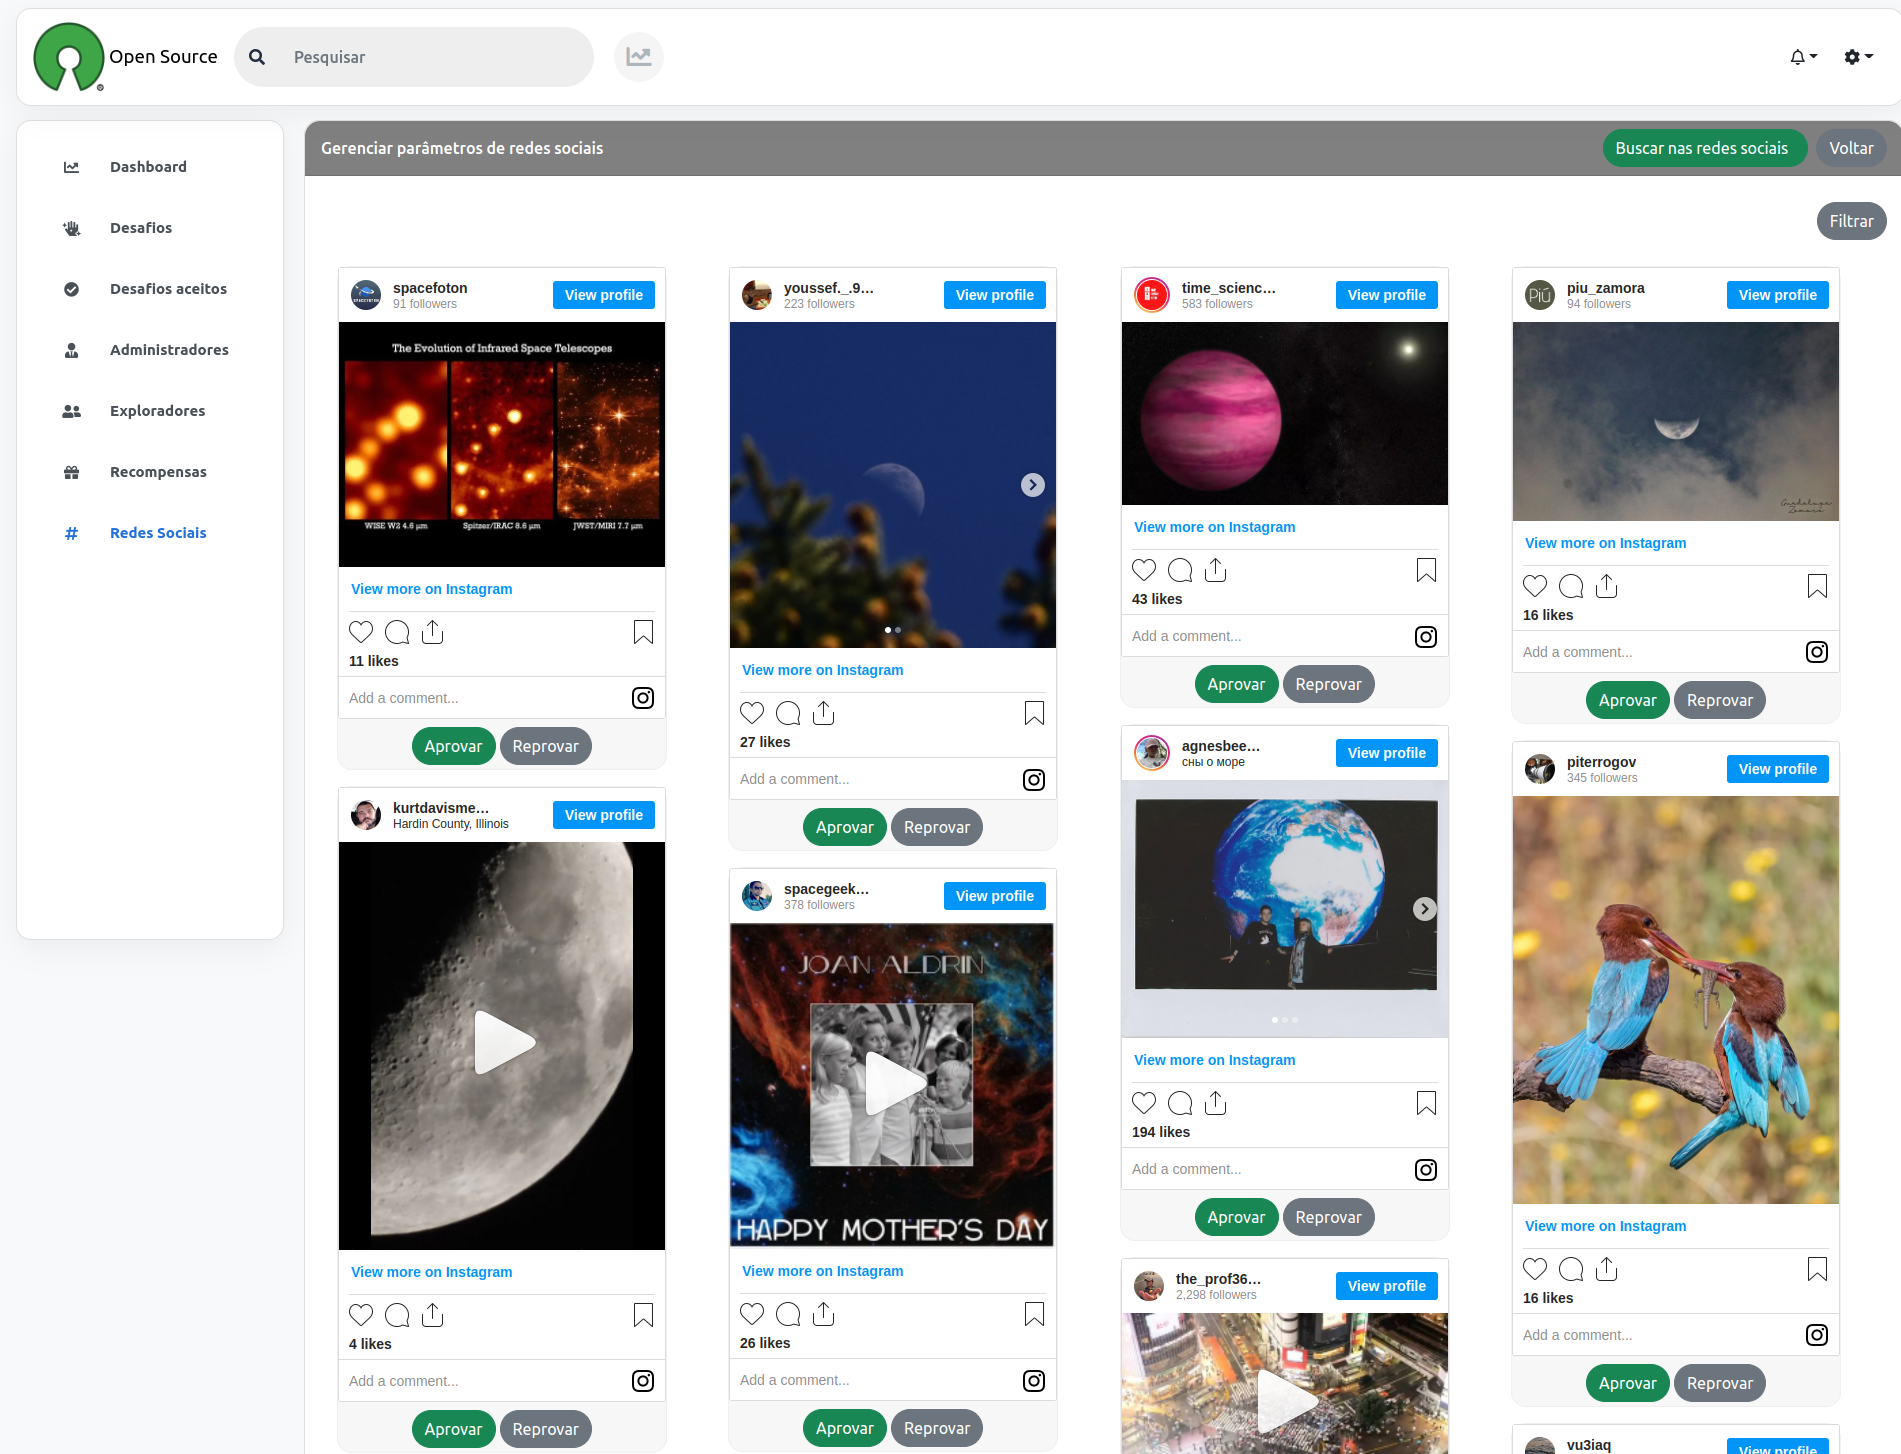 Open Source
Pesquisar
Dashboard
Desafios
Desafios aceitos
Administradores
Exploradores
Recompensas
Redes Sociais
Gerenciar parâmetros de redes sociais
Buscar nas redes sociais
Voltar
Filtrar
spacefoton
91 followers
View profile
The Evolution of Infrared Space Telescopes
WISE W2 4.6 μm
Spitzer/IRAC 8.6 μm
JWST/MIRI 7.7 μm
View more on Instagram
11 likes
Add a comment...
Aprovar
Reprovar
kurtdavisme...
Hardin County, Illinois
View profile
View more on Instagram
4 likes
Add a comment...
Aprovar
Reprovar
youssef._.9...
223 followers
View profile
View more on Instagram
27 likes
Add a comment...
Aprovar
Reprovar
spacegeek...
378 followers
View profile
JOAN ALDRIN
HAPPY MOTHER'S DAY
View more on Instagram
26 likes
Add a comment...
Aprovar
Reprovar
time_scienc...
583 followers
View profile
View more on Instagram
43 likes
Add a comment...
Aprovar
Reprovar
agnesbee...
сны о море
View profile
View more on Instagram
194 likes
Add a comment...
Aprovar
Reprovar
the_prof36...
2,298 followers
View profile
piu_zamora
94 followers
View profile
Piú
Guadalupe
Zamora
View more on Instagram
16 likes
Add a comment...
Aprovar
Reprovar
piterrogov
345 followers
View profile
View more on Instagram
16 likes
Add a comment...
Aprovar
Reprovar
vu3iaq
View profile